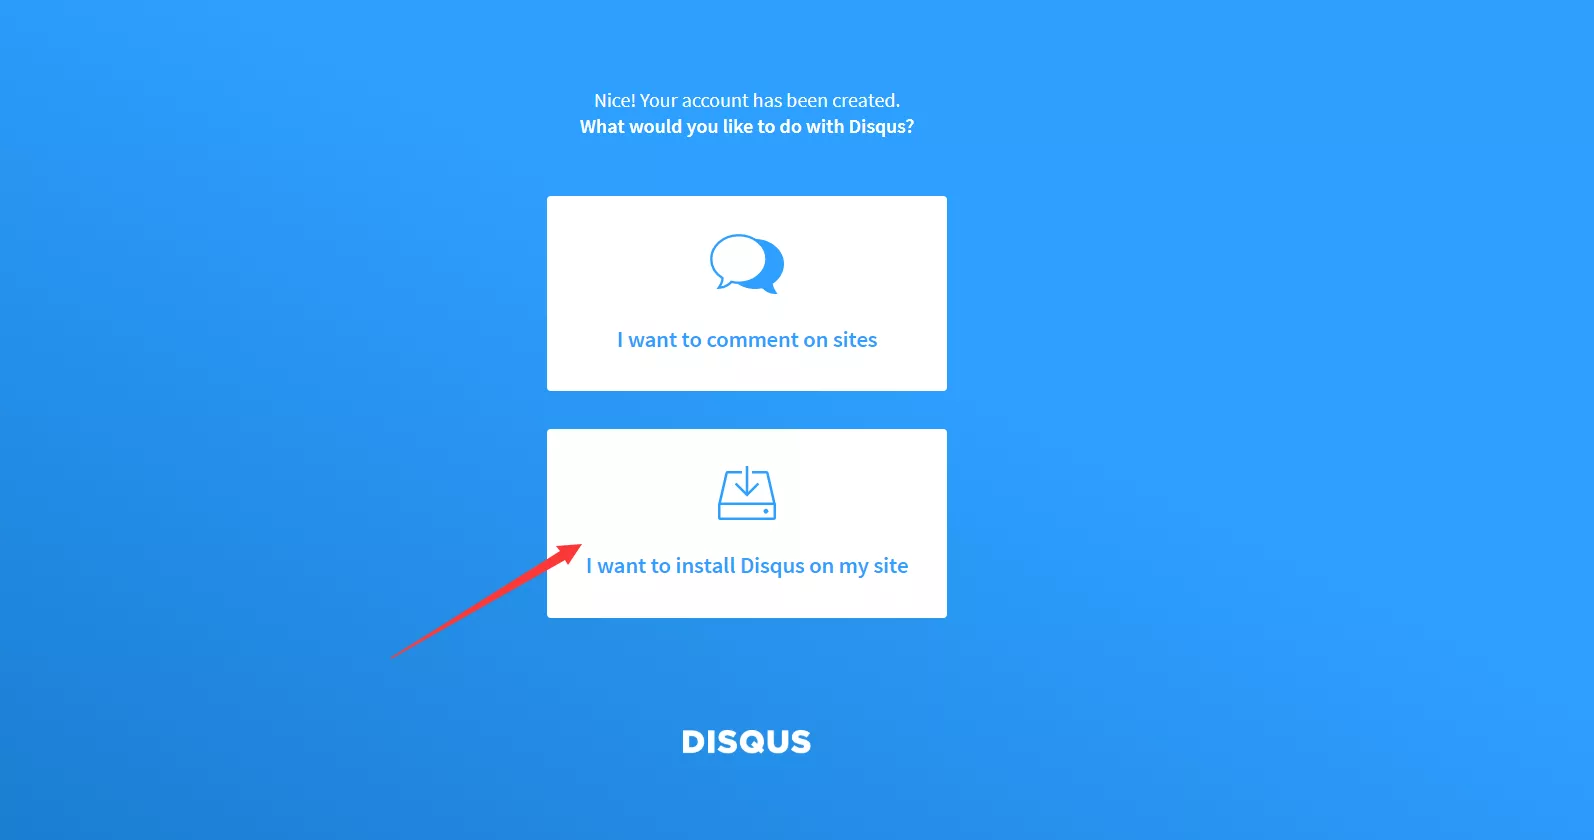 Nice! Your account has been created.
What would you like to do with Disqus?
I want to comment on sites
I want to install Disqus on my site
DISQUS